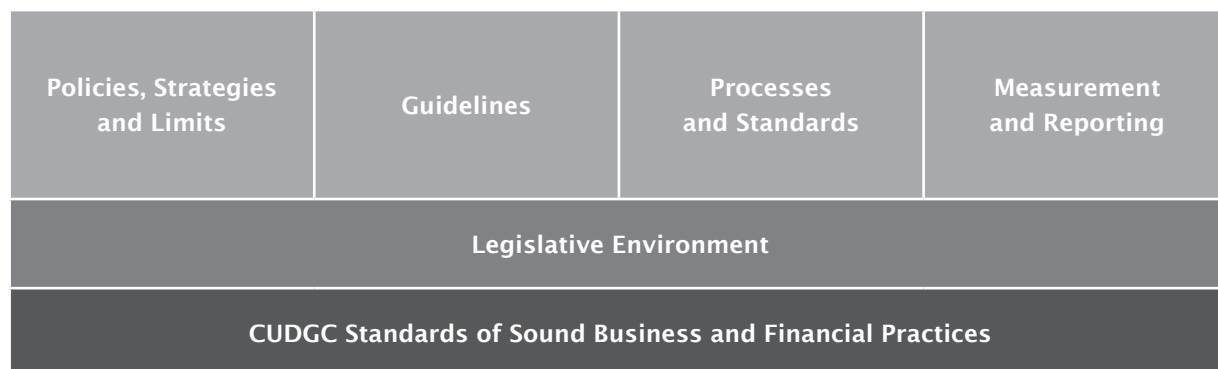 Policies, Strategies
and Limits
Guidelines
Processes
and Standards
Measurement
and Reporting
Legislative Environment
CUDGC Standards of Sound Business and Financial Practices